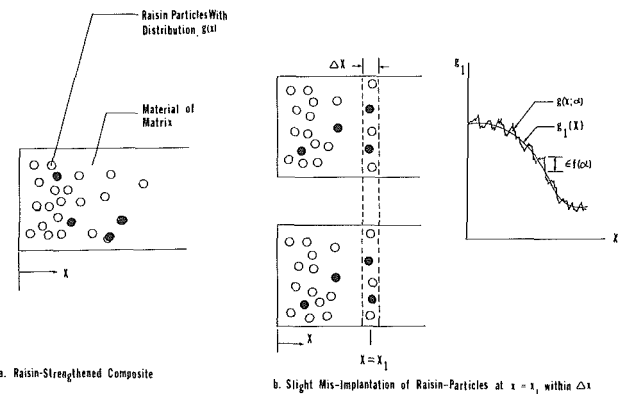 Raisin Particles With
Distribution, g(x)
Material of
Matrix
X
a. Raisin-Strengthened Composite
ΔX
X
X=X₁
b. Slight Mis-Implantation of Raisin-Particles at x = x₁ within Δx
g₁
g(X;α)
g₁(X)
εf(α)
X